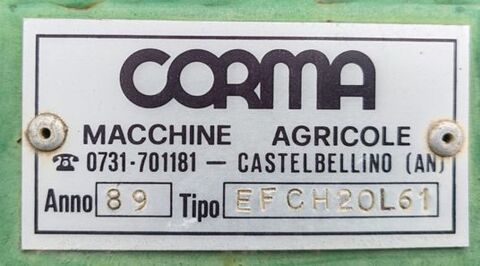 CORMA
MACCHINE AGRICOLE
☎ 0731-701181 — CASTELBELLINO (AN)
Anno 89 Tipo EFCH20L61